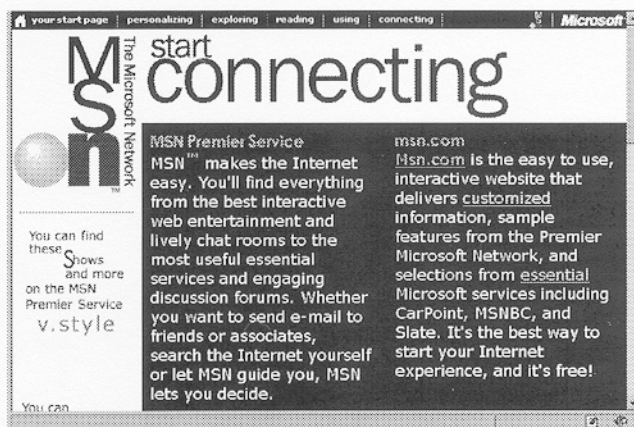 your start page personalizing exploring reading using connecting Microsoft
MSn
The Microsoft Network
TM
start
connecting
You can find
these Shows
and more
on the MSN
Premier Service
v.style
You can
MSN Premier Service
MSN™ makes the Internet
easy. You'll find everything
from the best interactive
web entertainment and
lively chat rooms to the
most useful essential
services and engaging
discussion forums. Whether
you want to send e-mail to
friends or associates,
search the Internet yourself
or let MSN guide you, MSN
lets you decide.
msn.com
Msn.com is the easy to use,
interactive website that
delivers customized
information, sample
features from the Premier
Microsoft Network, and
selections from essential
Microsoft services including
CarPoint, MSNBC, and
Slate. It's the best way to
start your Internet
experience, and it's free!